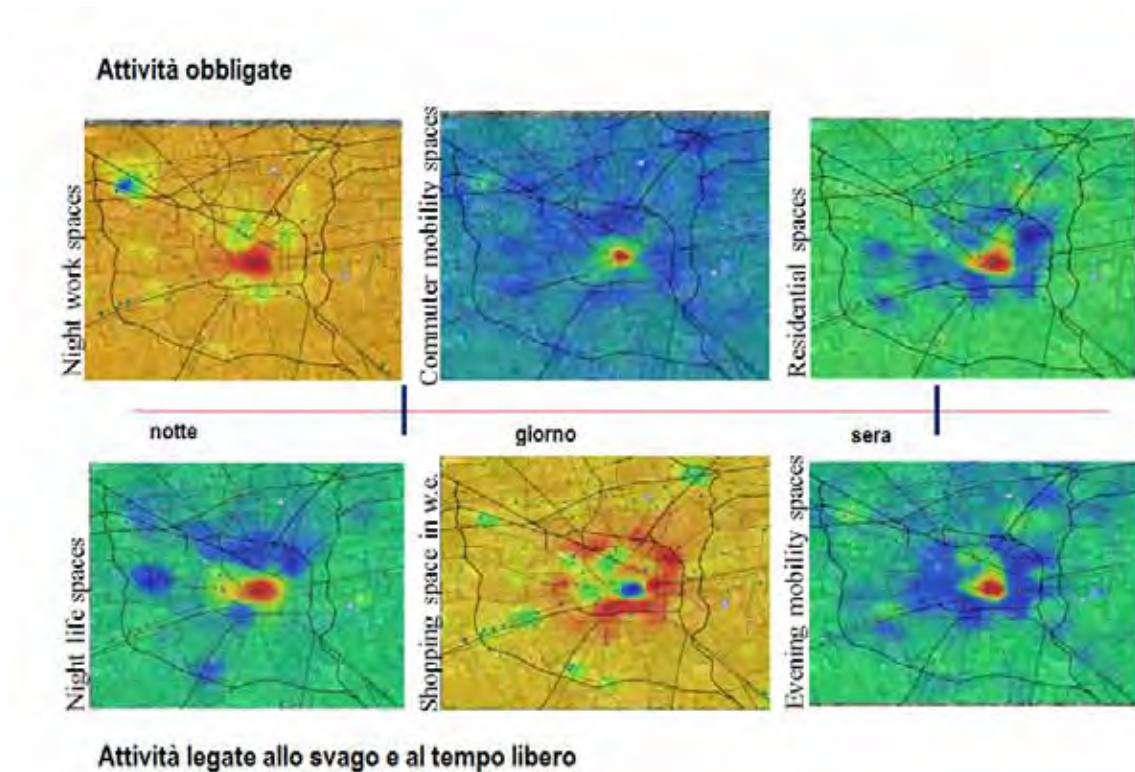 Attività obbligate
Night work spaces
Commuter mobility spaces
Residential spaces
notte
giorno
sera
Night life spaces
Shopping space in w.e.
Evening mobility spaces
Attività legate allo svago e al tempo libero